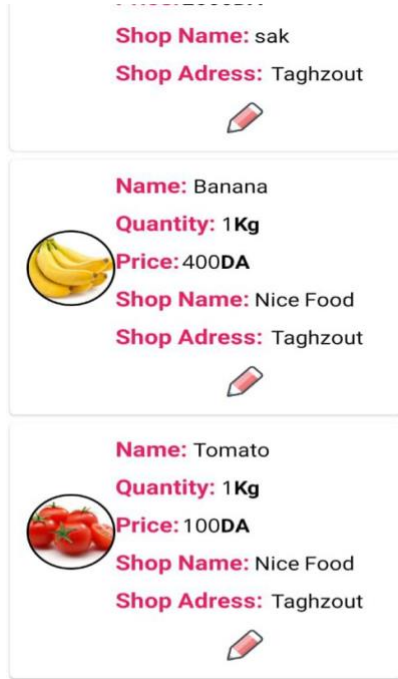 Shop Name: sak
Shop Adress: Taghzout
Name: Banana
Quantity: 1Kg
Price:400DA
Shop Name: Nice Food
Shop Adress: Taghzout
Name: Tomato
Quantity: 1Kg
Price:100DA
Shop Name: Nice Food
Shop Adress: Taghzout